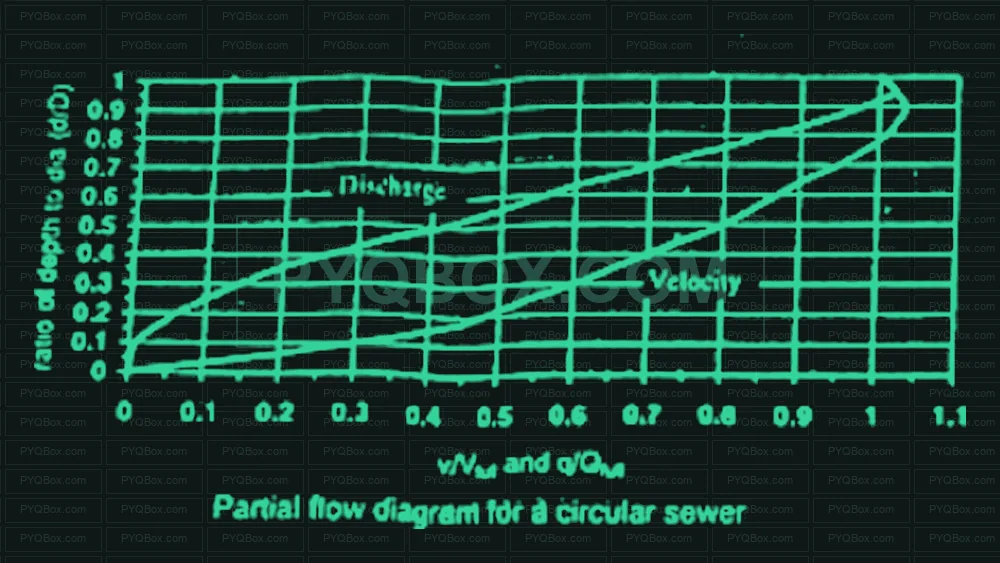 1
0.9
0.8
0.7
0.6
0.5
0.4
0.3
0.2
0.1
0
ratio of depth to dia (d/D)
Discharge
PYQBOX.COM
Velocity
0 0.1 0.2 0.3 0.4 0.5 0.6 0.7 0.8 0.9 1 1.1
v/V and q/Q
Partial flow diagram for a circular sewer
PYQBox.com